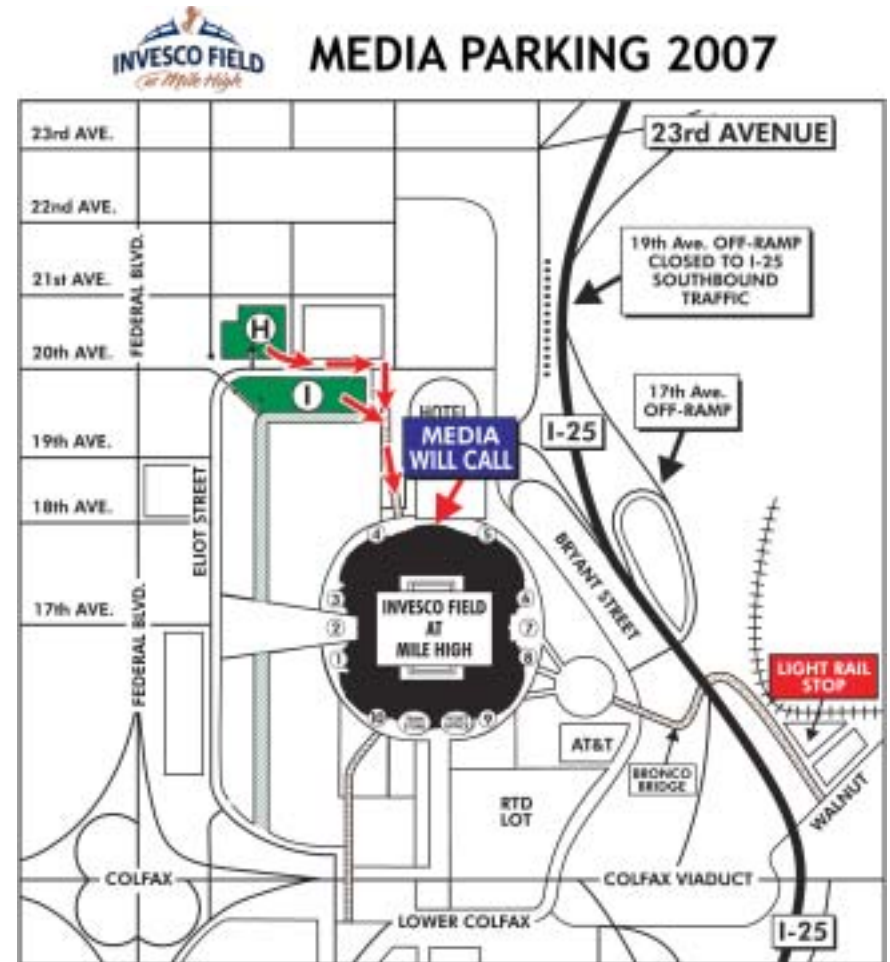 INVESCO FIELD
at Mile High
MEDIA PARKING 2007
23rd AVE.
23rd AVENUE
22nd AVE.
FEDERAL BLVD.
19th Ave. OFF-RAMP
CLOSED TO I-25
SOUTHBOUND
TRAFFIC
21st AVE.
H
20th AVE.
I
17th Ave.
OFF-RAMP
HOTEL
MEDIA
WILL CALL
I-25
19th AVE.
18th AVE.
ELIOT STREET
BRYANT STREET
4
5
17th AVE.
3
2
1
INVESCO FIELD
AT
MILE HIGH
6
7
8
FEDERAL BLVD.
LIGHT RAIL
STOP
10
9
AT&T
BRONCO
BRIDGE
WALNUT
RTD
LOT
COLFAX
COLFAX VIADUCT
LOWER COLFAX
I-25